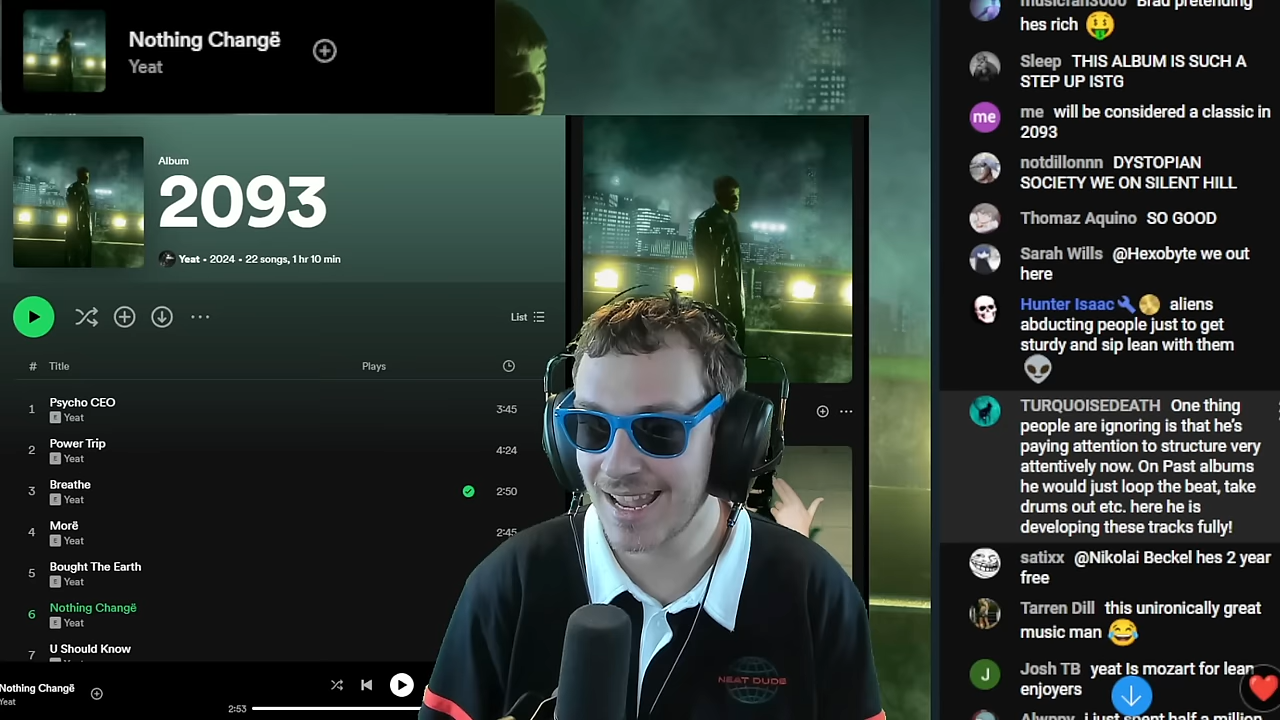 Nothing Changë
Yeat
Album
2093
Yeat • 2024 • 22 songs, 1 hr 10 min
List
# Title Plays
1 Psycho CEO 3:45
E Yeat
2 Power Trip 4:24
E Yeat
3 Breathe 2:50
E Yeat
4 Morë 2:45
E Yeat
5 Bought The Earth
E Yeat
6 Nothing Changë
E Yeat
7 U Should Know
Nothing Changë
Yeat
2:53
NEAT DUDE
musicfan3000 Brad pretending
hes rich 🤑
Sleep THIS ALBUM IS SUCH A
STEP UP ISTG
me me will be considered a classic in
2093
notdillonnn DYSTOPIAN
SOCIETY WE ON SILENT HILL
Thomaz Aquino SO GOOD
Sarah Wills @Hexobyte we out
here
Hunter Isaac aliens
abducting people just to get
sturdy and sip lean with them
👽
TURQUOISEDEATH One thing
people are ignoring is that he's
paying attention to structure very
attentively now. On Past albums
he would just loop the beat, take
drums out etc. here he is
developing these tracks fully!
satixx @Nikolai Beckel hes 2 year
free
Tarren Dill this unironically great
music man 😂
J Josh TB yeat Is mozart for lean
enjoyers
i just spent half a million